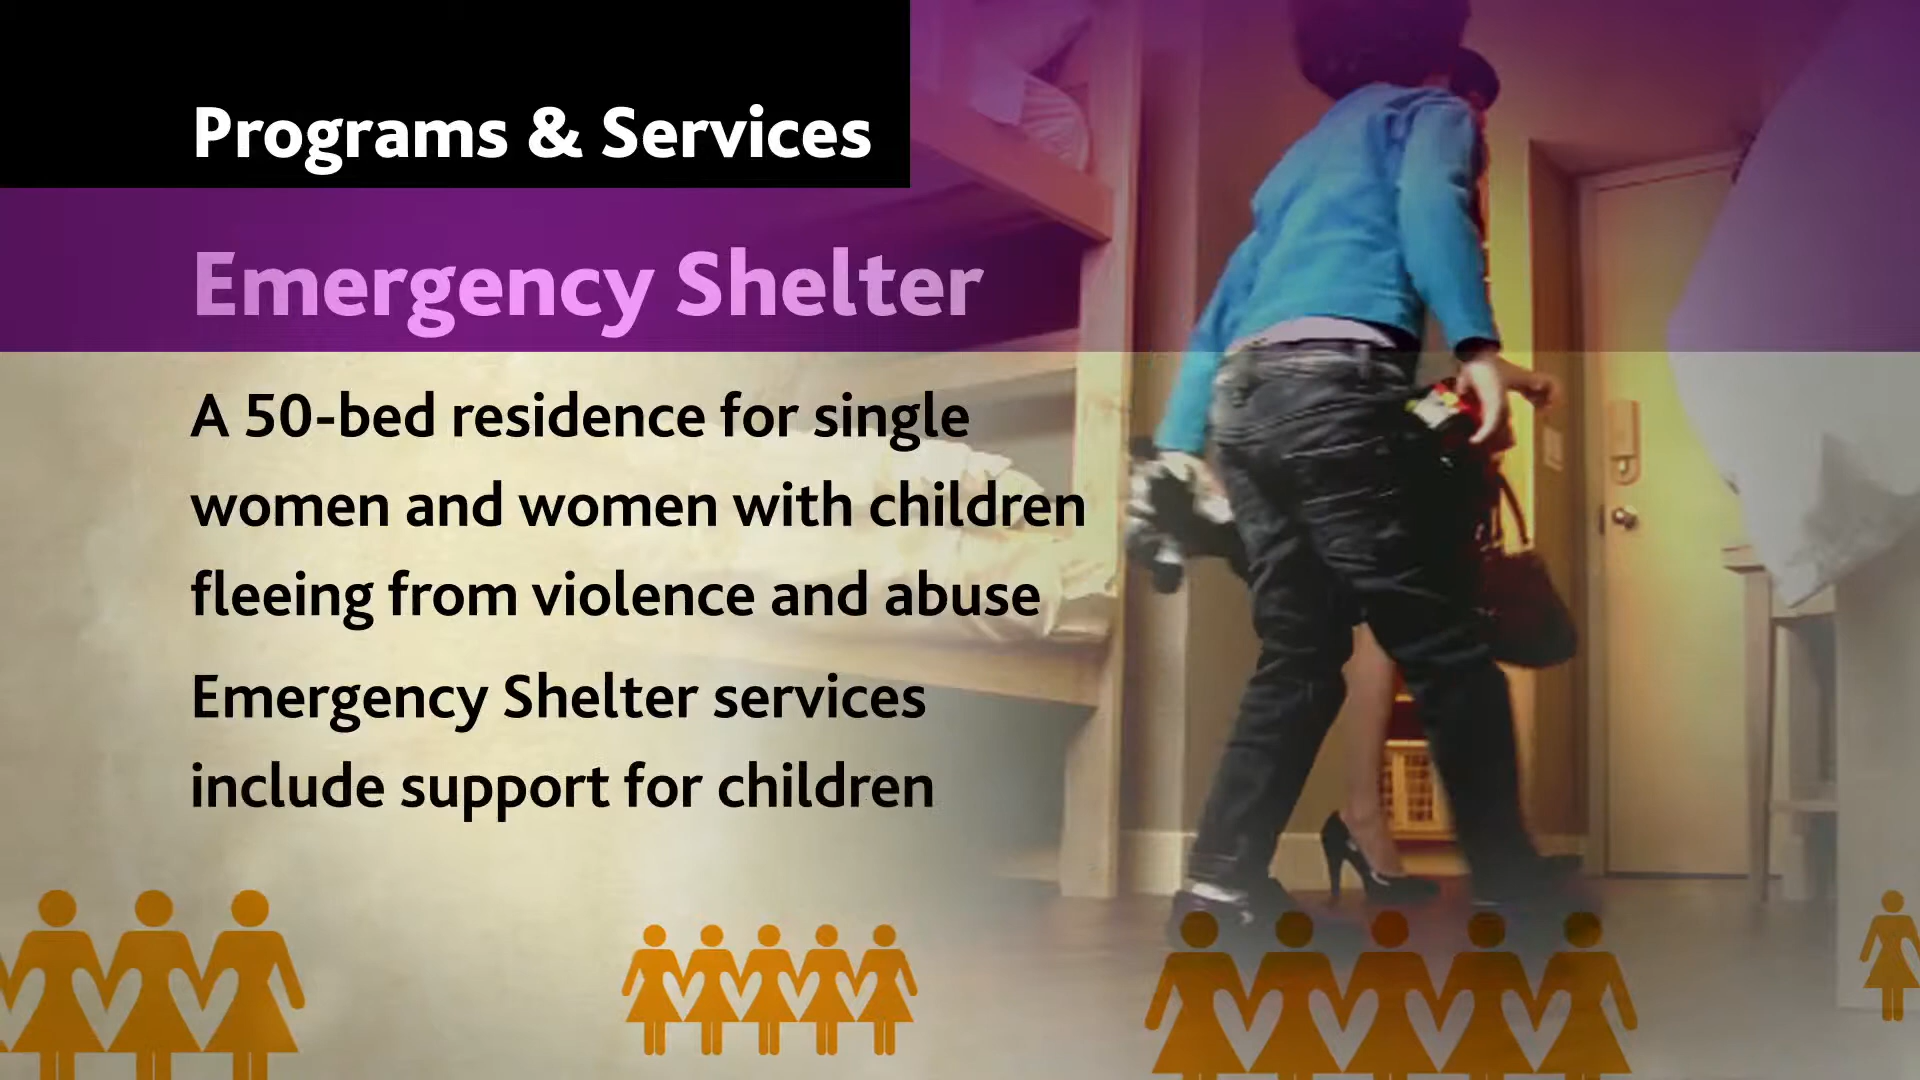 Programs & Services
Emergency Shelter
A 50-bed residence for single
women and women with children
fleeing from violence and abuse
Emergency Shelter services
include support for children